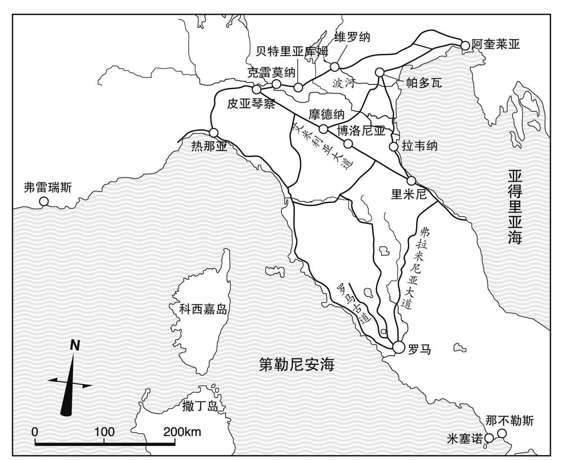 维罗纳
阿奎莱亚
贝特里亚库姆
克雷莫纳
波河
帕多瓦
皮亚琴察
摩德纳
博洛尼亚
热那亚
艾米利亚大道
拉韦纳
里米尼
弗雷瑞斯
亚得里亚海
弗拉米尼亚大道
科西嘉岛
罗马古道
罗马
第勒尼安海
N
撒丁岛
那不勒斯
米塞诺
0 100 200km